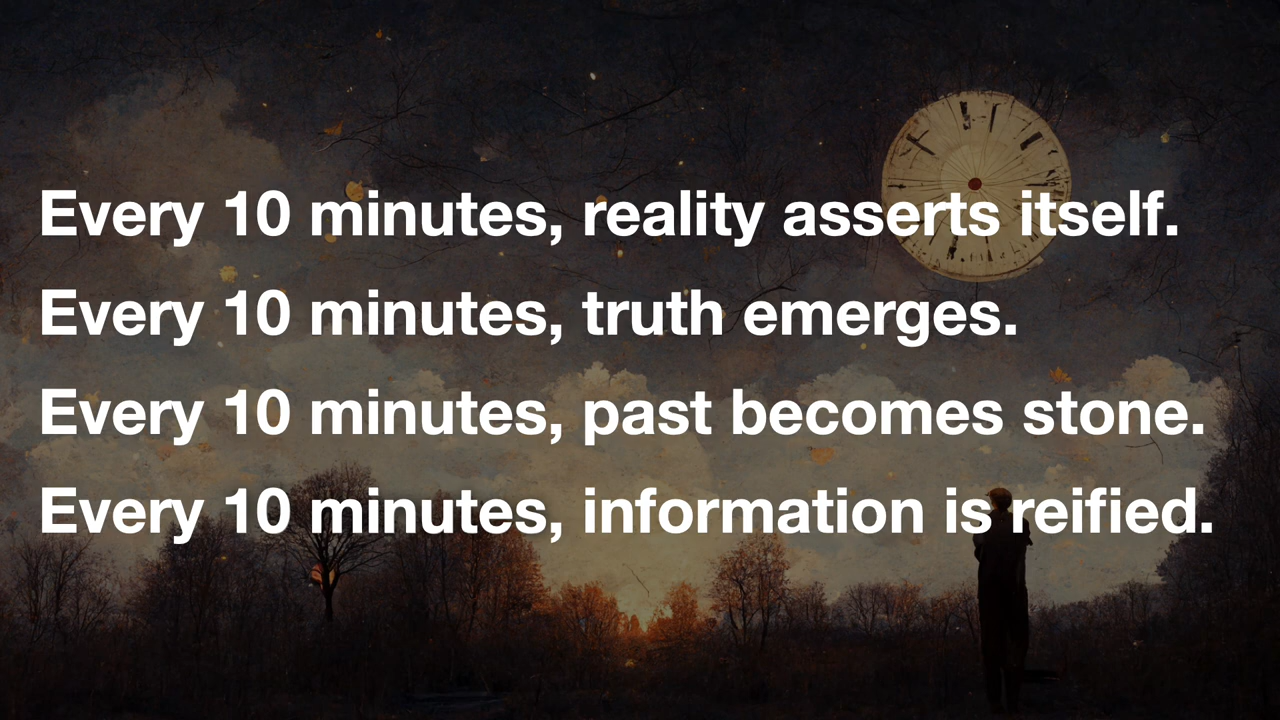 Every 10 minutes, reality asserts itself.
Every 10 minutes, truth emerges.
Every 10 minutes, past becomes stone.
Every 10 minutes, information is reified.